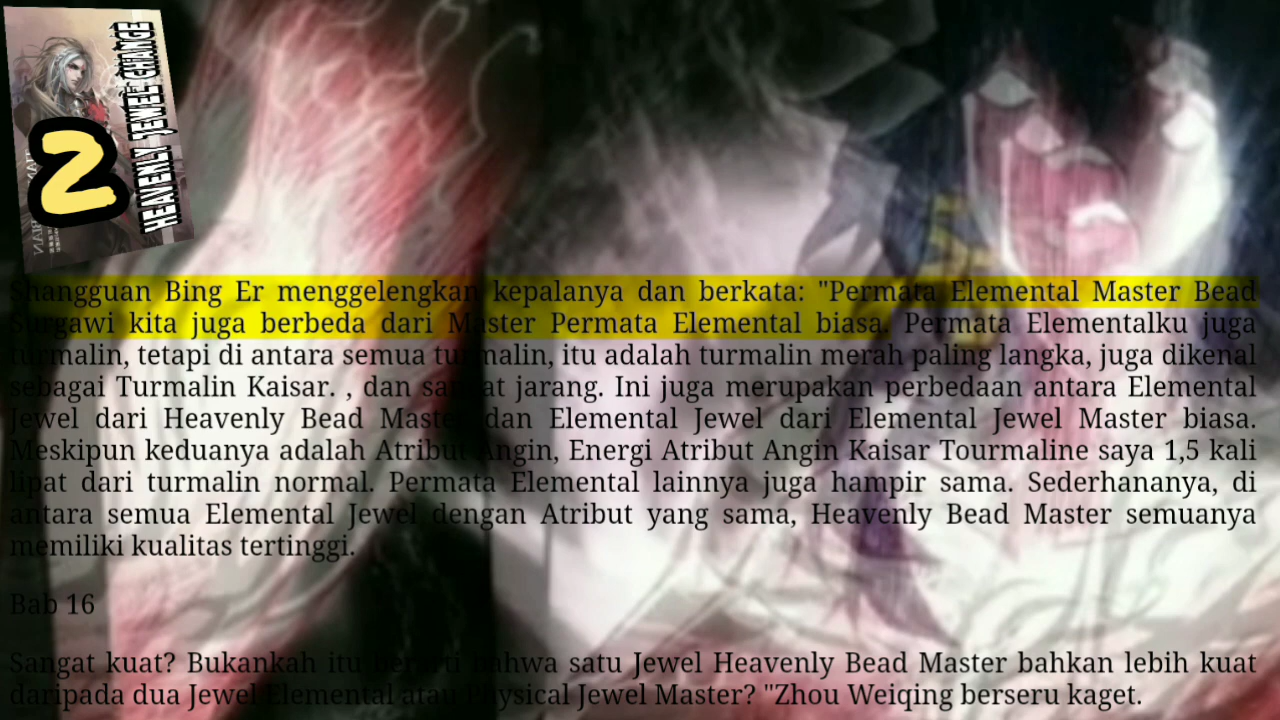 HEAVENLY JEWEL CHANGE
2
Shangguan Bing Er menggelengkan kepalanya dan berkata: "Permata Elemental Master Bead
Surgawi kita juga berbeda dari Master Permata Elemental biasa. Permata Elementalku juga
turmalin, tetapi di antara semua turmalin, itu adalah turmalin merah paling langka, juga dikenal
sebagai Turmalin Kaisar. , dan sangat jarang. Ini juga merupakan perbedaan antara Elemental
Jewel dari Heavenly Bead Master dan Elemental Jewel dari Elemental Jewel Master biasa.
Meskipun keduanya adalah Atribut Angin, Energi Atribut Angin Kaisar Tourmaline saya 1,5 kali
lipat dari turmalin normal. Permata Elemental lainnya juga hampir sama. Sederhananya, di
antara semua Elemental Jewel dengan Atribut yang sama, Heavenly Bead Master semuanya
memiliki kualitas tertinggi.
Bab 16
Sangat kuat? Bukankah itu berarti bahwa satu Jewel Heavenly Bead Master bahkan lebih kuat
daripada dua Jewel Elemental atau Physical Jewel Master? "Zhou Weiqing berseru kaget.